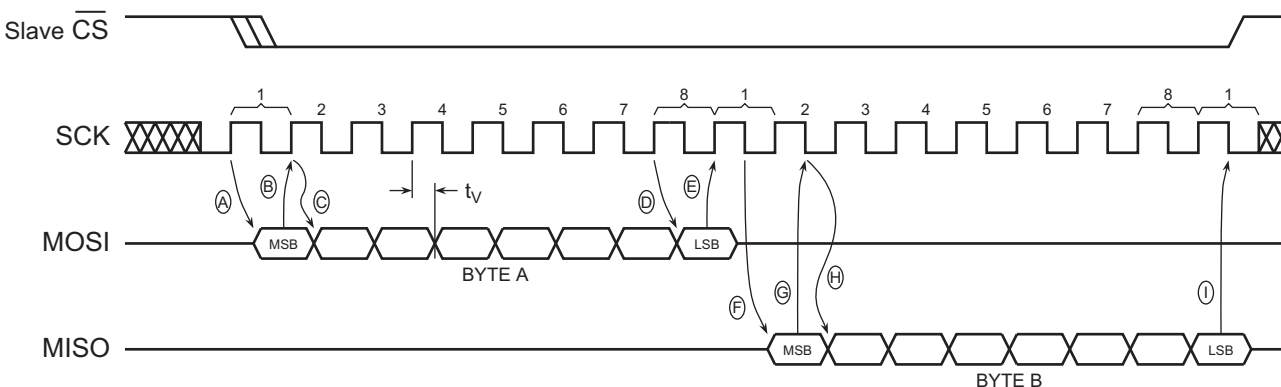 Slave CS
1 8 1 8 1
SCK 2 3 4 5 6 7 2 3 4 5 6 7
B E
A C tV D
MOSI MSB LSB
BYTE A
F G H I
MISO MSB LSB
BYTE B